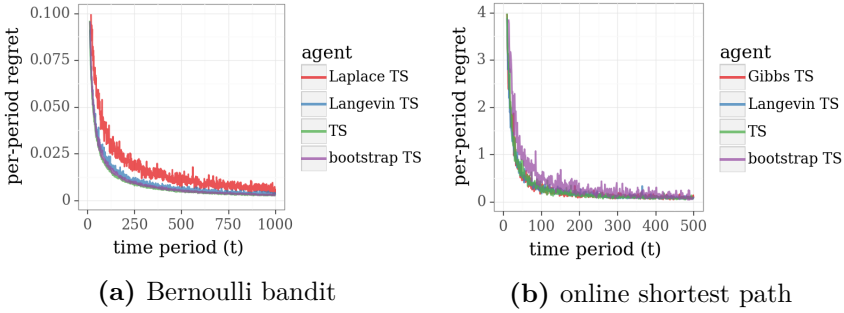 per-period regret
0.100
0.075
0.050
0.025
0
0
250
500
750
1000
time period (t)
agent
Laplace TS
Langevin TS
TS
bootstrap TS
(a) Bernoulli bandit
per-period regret
4
3
2
1
0
0
100
200
300
400
500
time period (t)
agent
Gibbs TS
Langevin TS
TS
bootstrap TS
(b) online shortest path